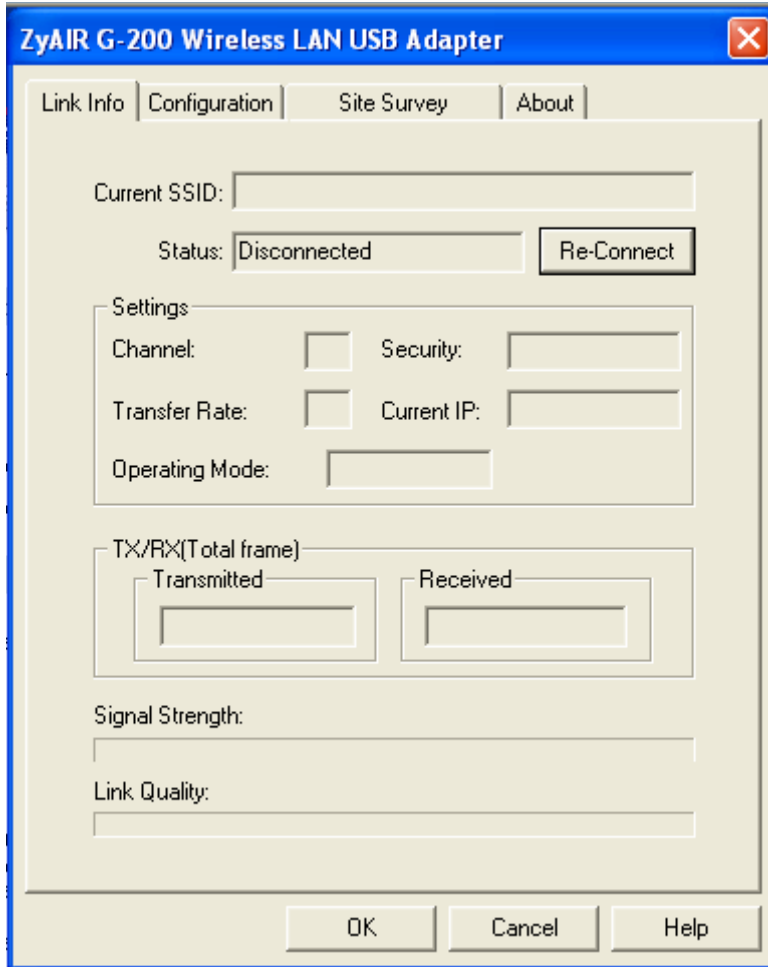 ZyAIR G-200 Wireless LAN USB Adapter
Link Info Configuration Site Survey About
Current SSID:
Status: Disconnected Re-Connect
Settings
Channel: Security:
Transfer Rate: Current IP:
Operating Mode:
TX/RX(Total frame)
Transmitted Received
Signal Strength:
Link Quality:
OK Cancel Help